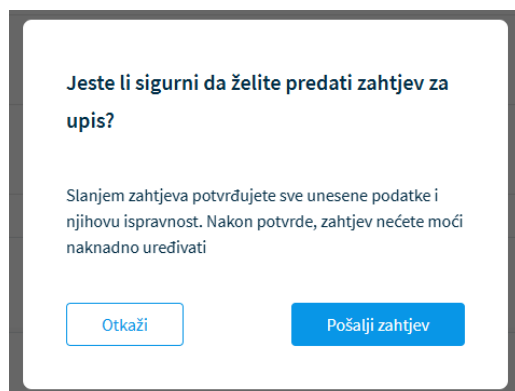 Jeste li sigurni da želite predati zahtjev za
upis?
Slanjem zahtjeva potvrđujete sve unesene podatke i
njihovu ispravnost. Nakon potvrde, zahtjev nećete moći
naknadno uređivati
Otkaži
Pošalji zahtjev